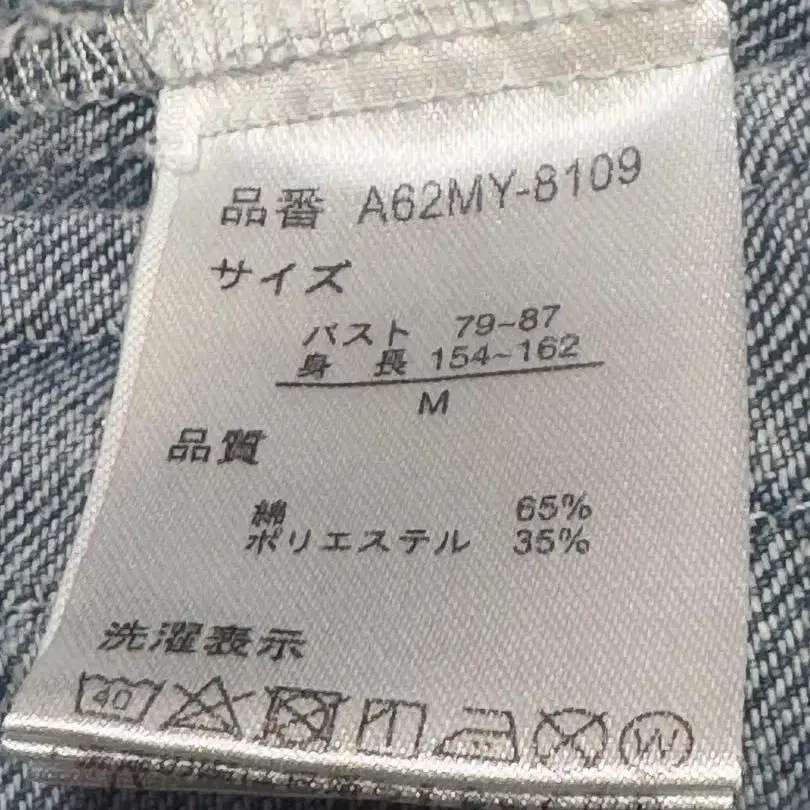 品番 A62MY-8109
サイズ
バスト 79~87
身 長 154~162
M
品質
綿 65%
ポリエステル 35%
洗濯表示
40
W